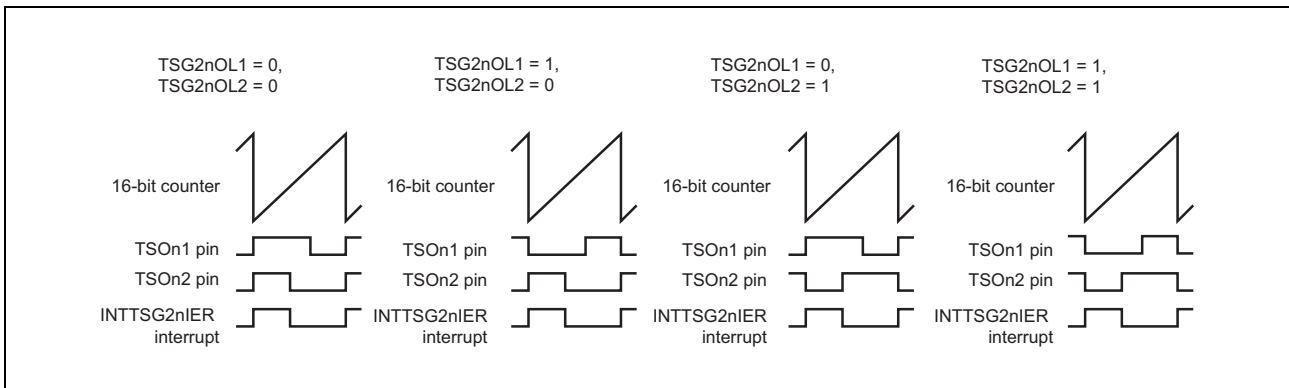 TSG2nOL1 = 0,
TSG2nOL2 = 0
16-bit counter
TSOn1 pin
TSOn2 pin
INTTSG2nIER
interrupt
TSG2nOL1 = 1,
TSG2nOL2 = 0
16-bit counter
TSOn1 pin
TSOn2 pin
INTTSG2nIER
interrupt
TSG2nOL1 = 0,
TSG2nOL2 = 1
16-bit counter
TSOn1 pin
TSOn2 pin
INTTSG2nIER
interrupt
TSG2nOL1 = 1,
TSG2nOL2 = 1
16-bit counter
TSOn1 pin
TSOn2 pin
INTTSG2nIER
interrupt